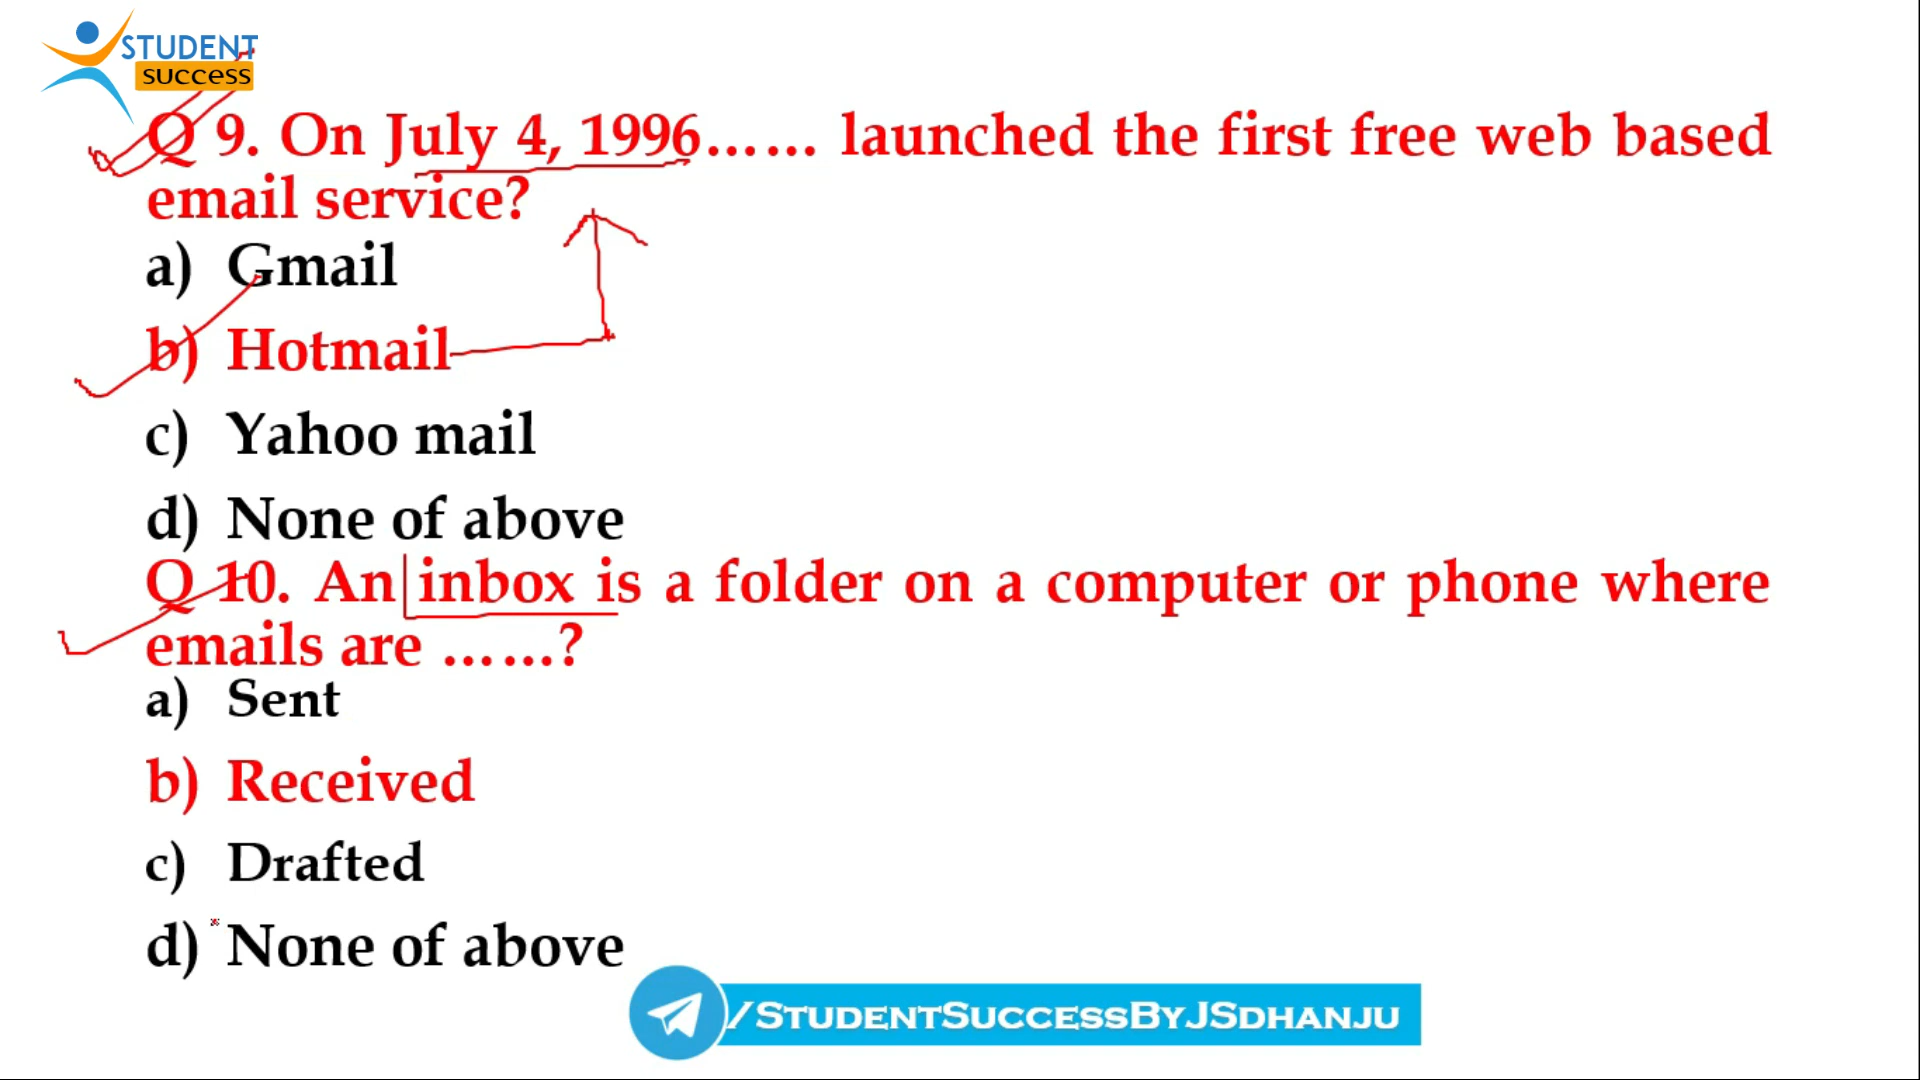 STUDENT
success
Q 9. On July 4, 1996...... launched the first free web based
email service?
a) Gmail
b) Hotmail
c) Yahoo mail
d) None of above
Q 10. An inbox is a folder on a computer or phone where
emails are ......?
a) Sent
b) Received
c) Drafted
d) None of above
/StudentSuccessByJSdhanju